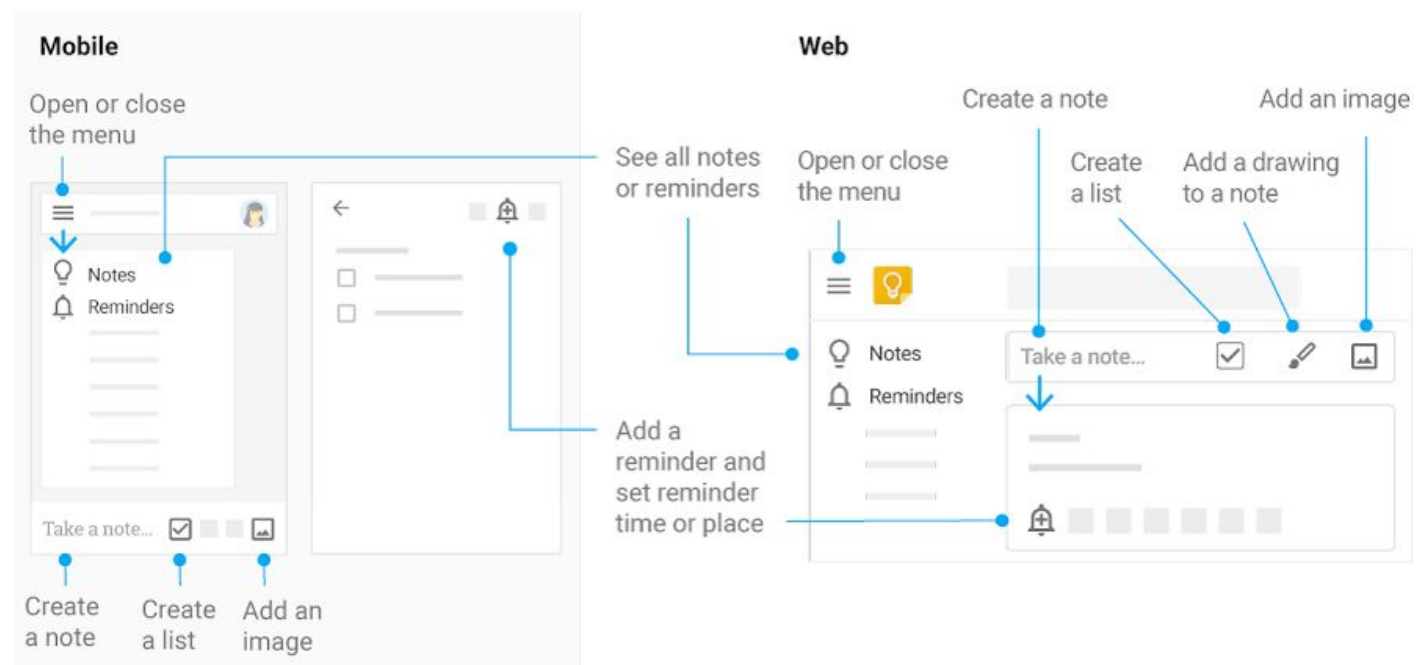 Mobile
Open or close
the menu
Notes
Reminders
Take a note...
Create
a note
Create
a list
Add an
image
See all notes
or reminders
Add a
reminder and
set reminder
time or place
Web
Create a note
Add an image
Open or close
the menu
Create
a list
Add a drawing
to a note
Notes
Reminders
Take a note...